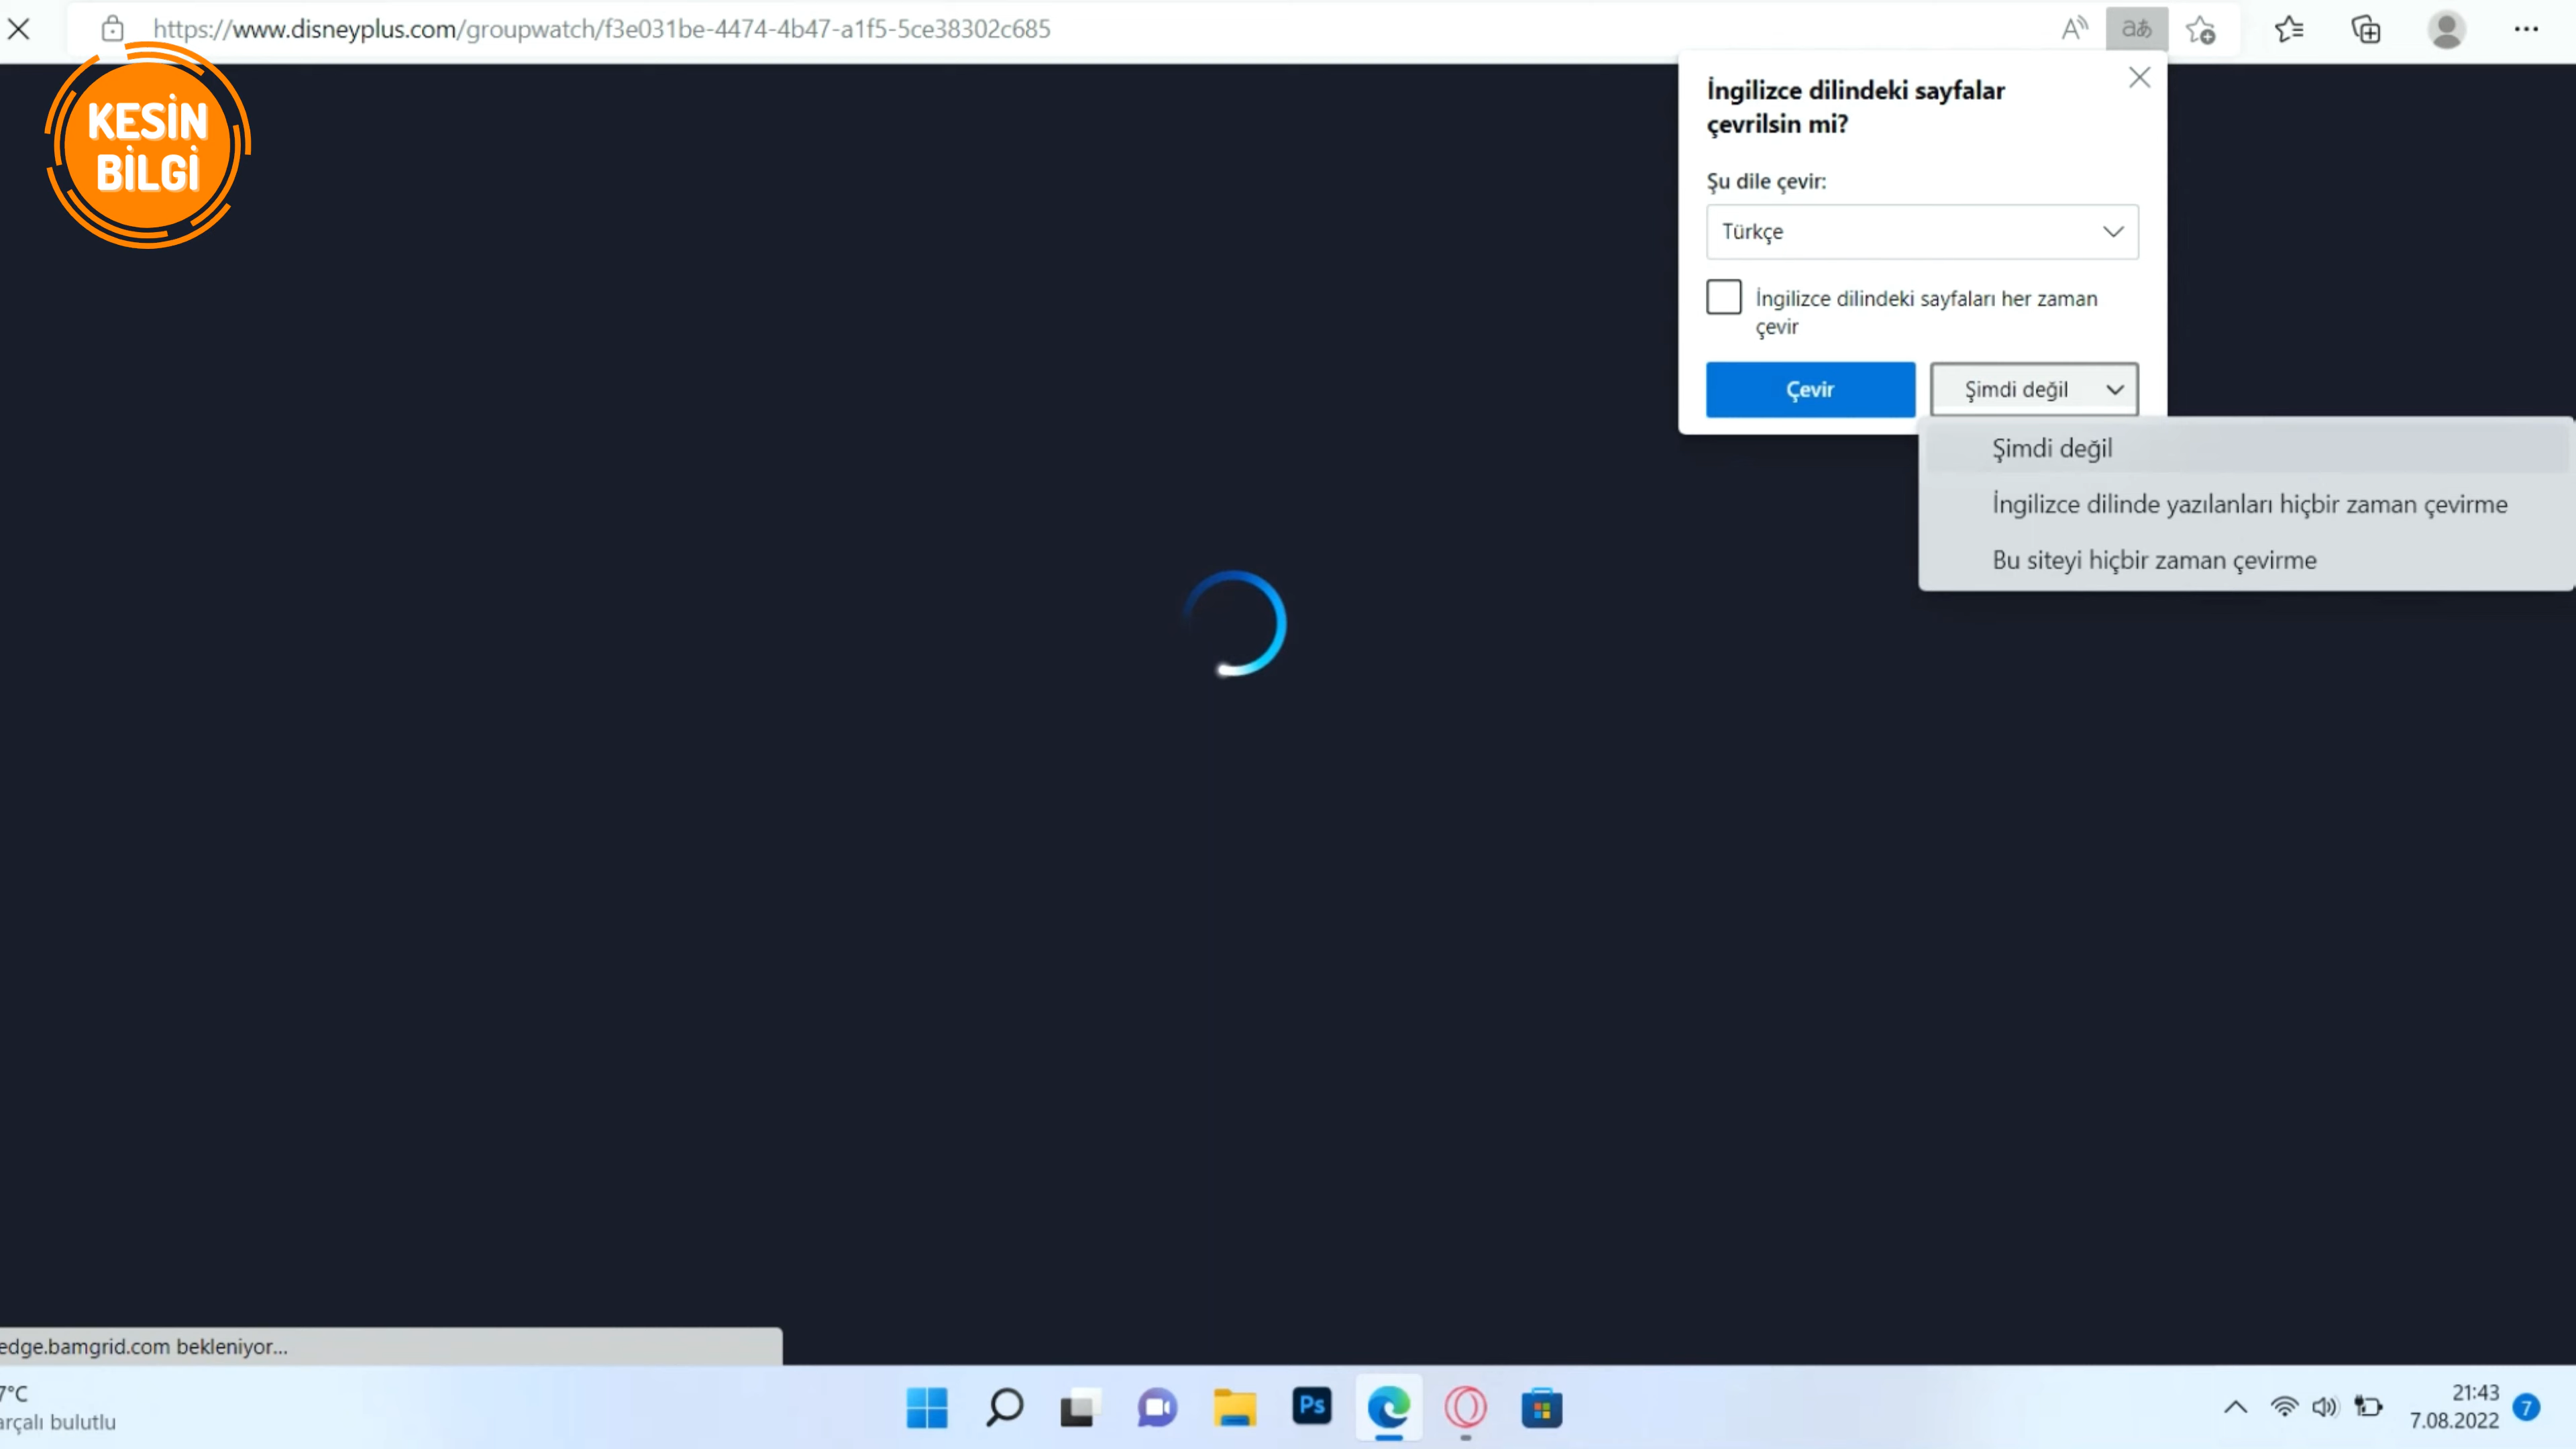 https://www.disneyplus.com/groupwatch/f3e031be-4474-4b47-a1f5-5ce38302c685
KESİN
BİLGİ
İngilizce dilindeki sayfalar
çevrilsin mi?
Şu dile çevir:
Türkçe
İngilizce dilindeki sayfaları her zaman
çevir
Çevir
Şimdi değil
Şimdi değil
İngilizce dilinde yazılanları hiçbir zaman çevirme
Bu siteyi hiçbir zaman çevirme
edge.bamgrid.com bekleniyor...
7°C
arçalı bulutlu
Ps
21:43
7.08.2022
7